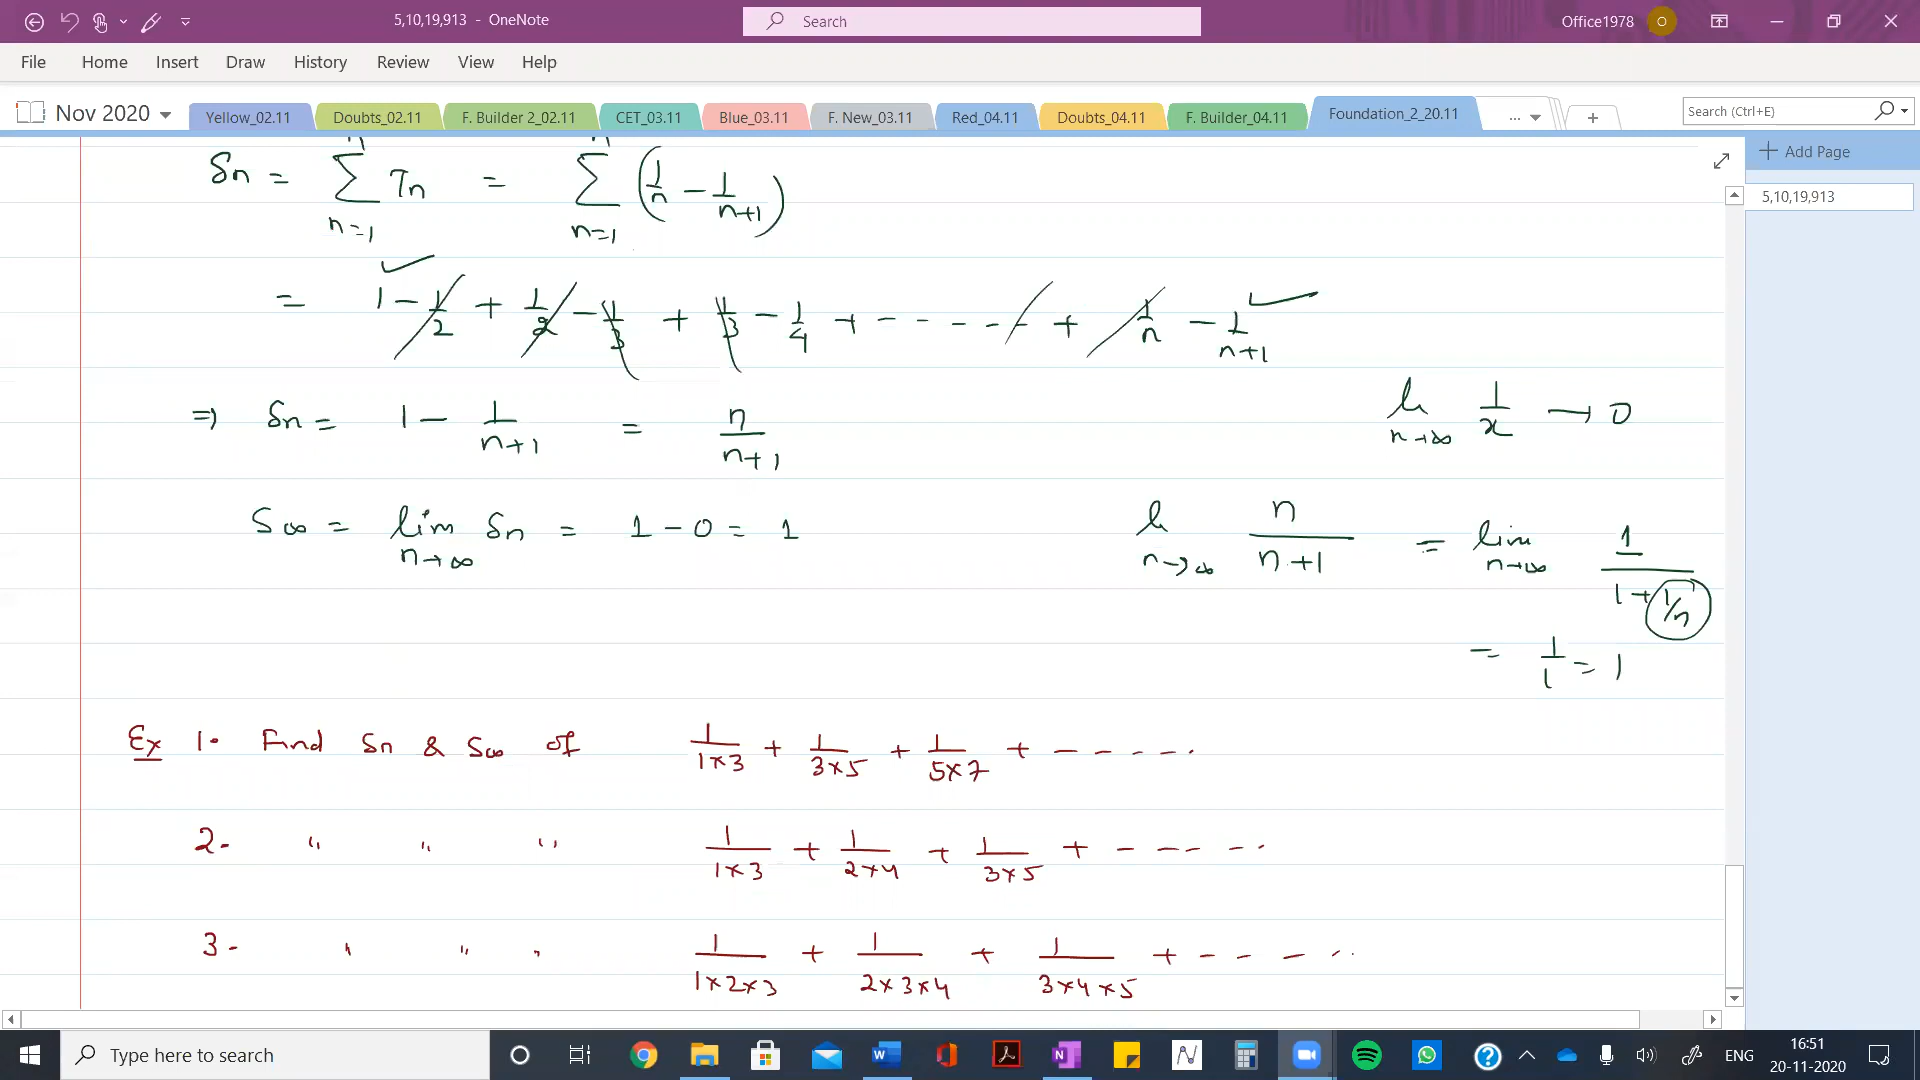 5,10,19,913 - OneNote
Search
Office1978
O
File Home Insert Draw History Review View Help
Nov 2020
Yellow_02.11 Doubts_02.11 F. Builder 2_02.11 CET_03.11 Blue_03.11 F. New_03.11 Red_04.11 Doubts_04.11 F. Builder_04.11 Foundation_2_20.11 ...
Search (Ctrl+E)
Add Page
5,10,19,913
Sn = ∑_{n=1}^{n} Tn = ∑_{n=1}^{n} (1/n - 1/(n+1))
= 1 - 1/2 + 1/2 - 1/3 + 1/3 - 1/4 + ------ + 1/n - 1/(n+1)
⇒ Sn = 1 - 1/(n+1) = n/(n+1)
l_{n→∞} 1/x → 0
S∞ = lim_{n→∞} Sn = 1 - 0 = 1
l_{n→∞} n/(n+1) = lim_{n→∞} 1/(1+1/n)
= 1/1 = 1
Ex 1. Find Sn & S∞ of 1/(1×3) + 1/(3×5) + 1/(5×7) + -----
2. " " " 1/(1×3) + 1/(2×4) + 1/(3×5) + ------
3. " " " 1/(1×2×3) + 1/(2×3×4) + 1/(3×4×5) + -----
Type here to search
ENG
16:51
20-11-2020